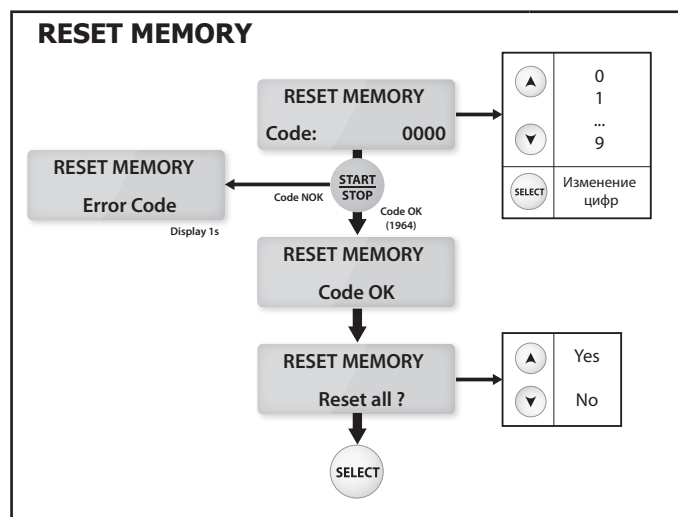 RESET MEMORY
RESET MEMORY
Code: 0000
0
1
...
9
SELECT
Изменение
цифр
RESET MEMORY
Error Code
Display 1s
Code NOK
START
STOP
Code OK
(1964)
RESET MEMORY
Code OK
RESET MEMORY
Reset all ?
Yes
No
SELECT